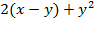 2(x − y) + y²